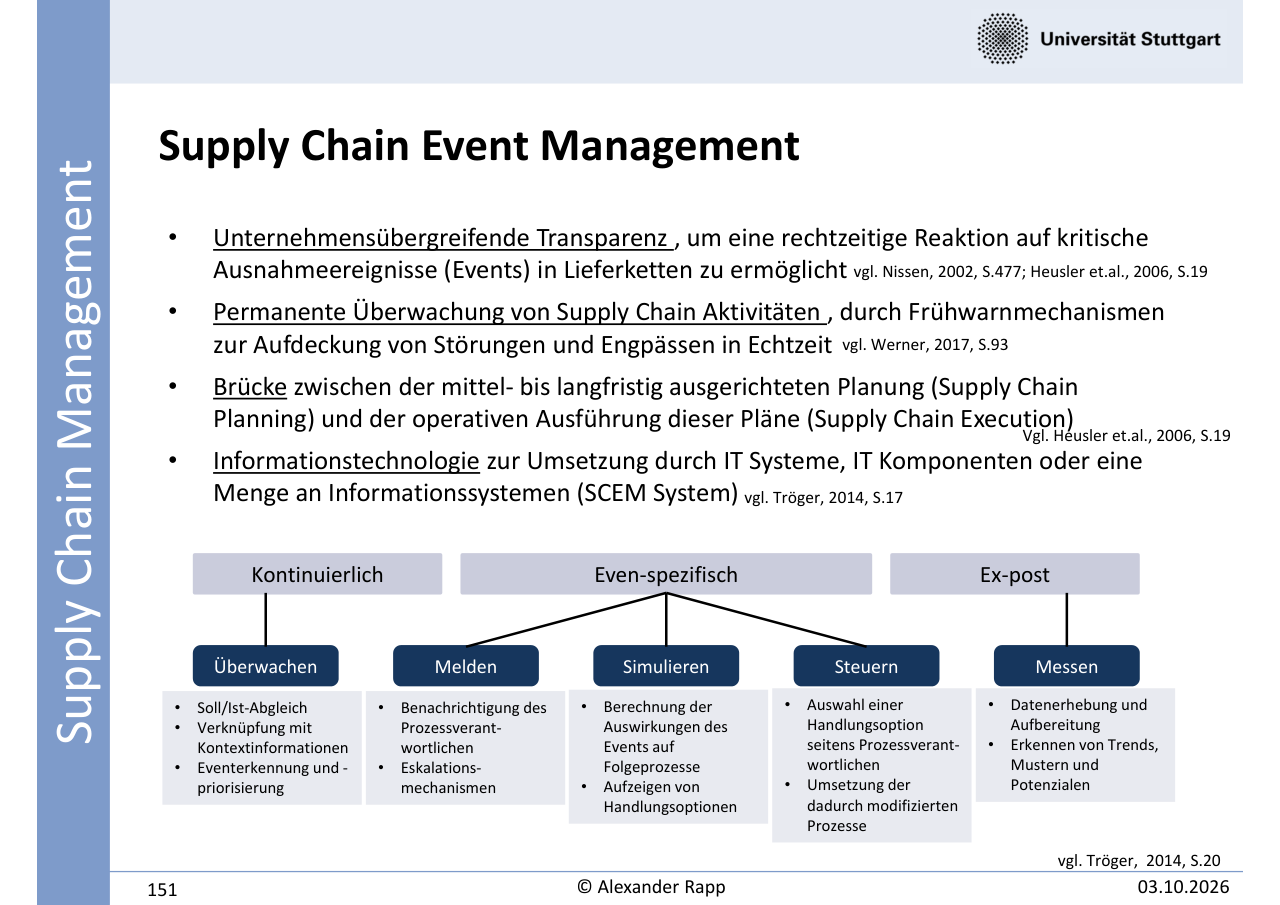 Universität Stuttgart
Supply Chain Management
Supply Chain Event Management
• Unternehmensübergreifende Transparenz , um eine rechtzeitige Reaktion auf kritische
Ausnahmeereignisse (Events) in Lieferketten zu ermöglicht vgl. Nissen, 2002, S.477; Heusler et.al., 2006, S.19
• Permanente Überwachung von Supply Chain Aktivitäten , durch Frühwarnmechanismen
zur Aufdeckung von Störungen und Engpässen in Echtzeit vgl. Werner, 2017, S.93
• Brücke zwischen der mittel- bis langfristig ausgerichteten Planung (Supply Chain
Planning) und der operativen Ausführung dieser Pläne (Supply Chain Execution)
Vgl. Heusler et.al., 2006, S.19
• Informationstechnologie zur Umsetzung durch IT Systeme, IT Komponenten oder eine
Menge an Informationssystemen (SCEM System) vgl. Tröger, 2014, S.17
Kontinuierlich
Even-spezifisch
Ex-post
Überwachen
Melden
Simulieren
Steuern
Messen
• Soll/Ist-Abgleich
• Verknüpfung mit
Kontextinformationen
• Eventerkennung und -
priorisierung
• Benachrichtigung des
Prozessverant-
wortlichen
• Eskalations-
mechanismen
• Berechnung der
Auswirkungen des
Events auf
Folgeprozesse
• Aufzeigen von
Handlungsoptionen
• Auswahl einer
Handlungsoption
seitens Prozessverant-
wortlichen
• Umsetzung der
dadurch modifizierten
Prozesse
• Datenerhebung und
Aufbereitung
• Erkennen von Trends,
Mustern und
Potenzialen
vgl. Tröger, 2014, S.20
151
© Alexander Rapp
03.10.2026